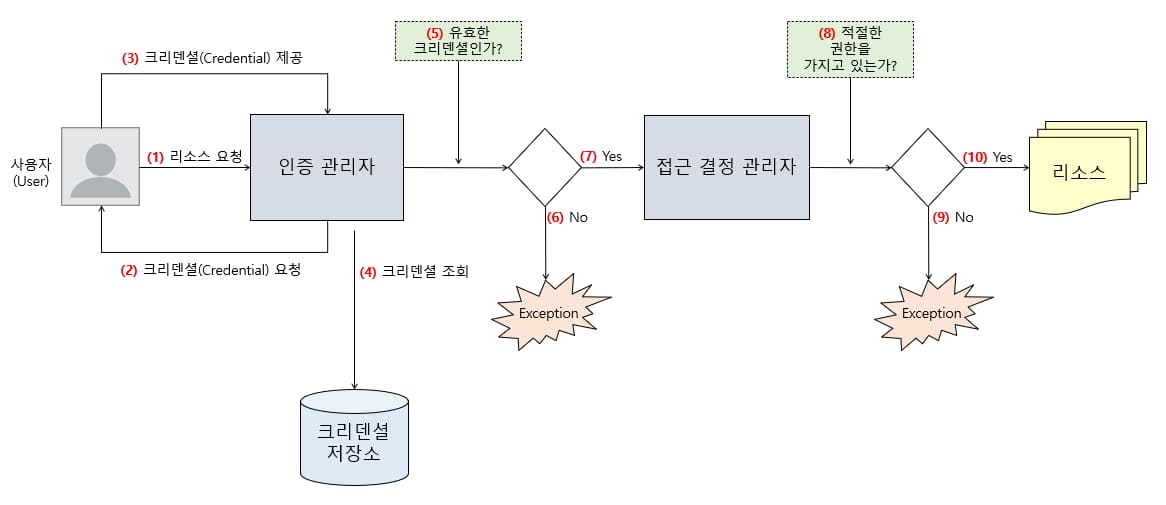 (5) 유효한
크리덴셜인가?
(8) 적절한
권한을
가지고 있는가?
(3) 크리덴셜(Credential) 제공
사용자
(User)
(1) 리소스 요청
인증 관리자
(7) Yes
접근 결정 관리자
(10) Yes
리소스
(6) No
(9) No
(2) 크리덴셜(Credential) 요청
(4) 크리덴셜 조회
Exception
Exception
크리덴셜
저장소